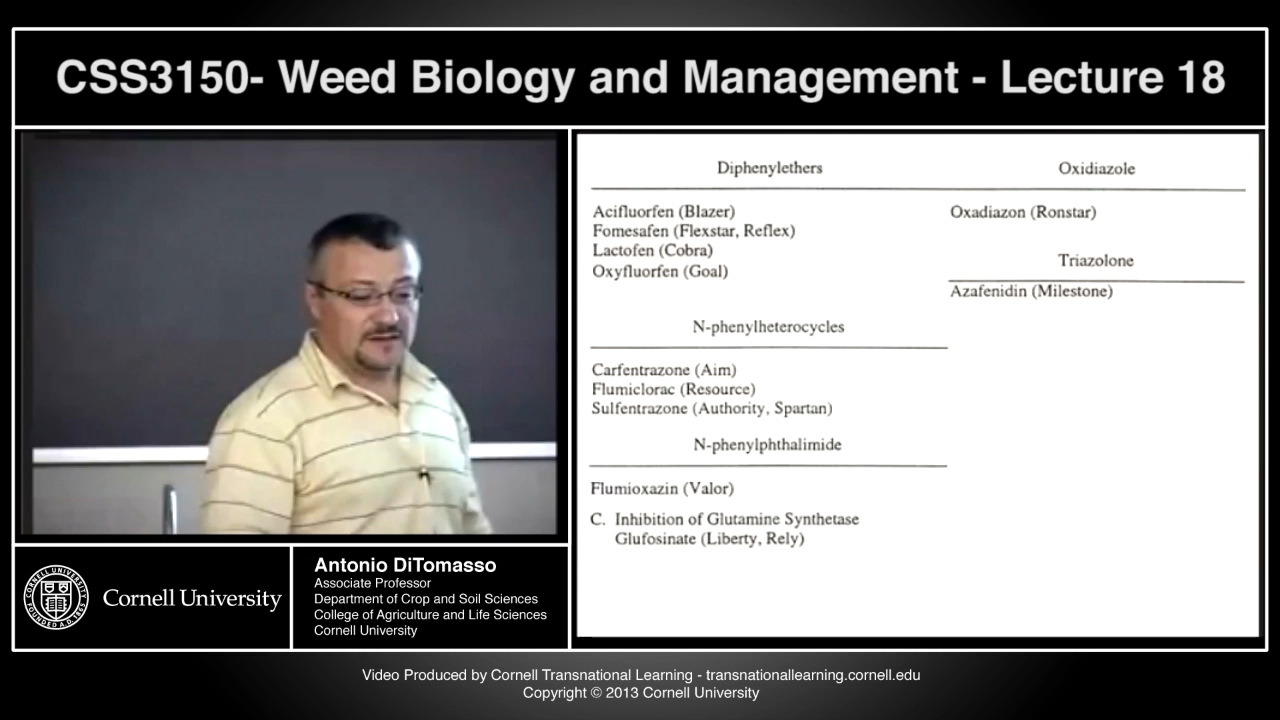 CSS3150- Weed Biology and Management - Lecture 18
Diphenylethers
Oxidiazole
Acifluorfen (Blazer)
Fomesafen (Flexstar, Reflex)
Lactofen (Cobra)
Oxyfluorfen (Goal)
Oxadiazon (Ronstar)
Triazolone
Azafenidin (Milestone)
N-phenylheterocycles
Carfentrazone (Aim)
Flumiclorac (Resource)
Sulfentrazone (Authority, Spartan)
N-phenylphthalimide
Flumioxazin (Valor)
C. Inhibition of Glutamine Synthetase
Glufosinate (Liberty, Rely)
Cornell University
Antonio DiTomasso
Associate Professor
Department of Crop and Soil Sciences
College of Agriculture and Life Sciences
Cornell University
Video Produced by Cornell Transnational Learning - transnationallearning.cornell.edu
Copyright © 2013 Cornell University